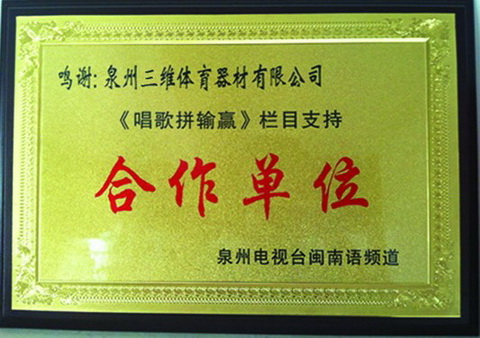 鸣谢:泉州三维体育器材有限公司
《唱歌拼输赢》栏目支持
合作单位
泉州电视台闽南语频道